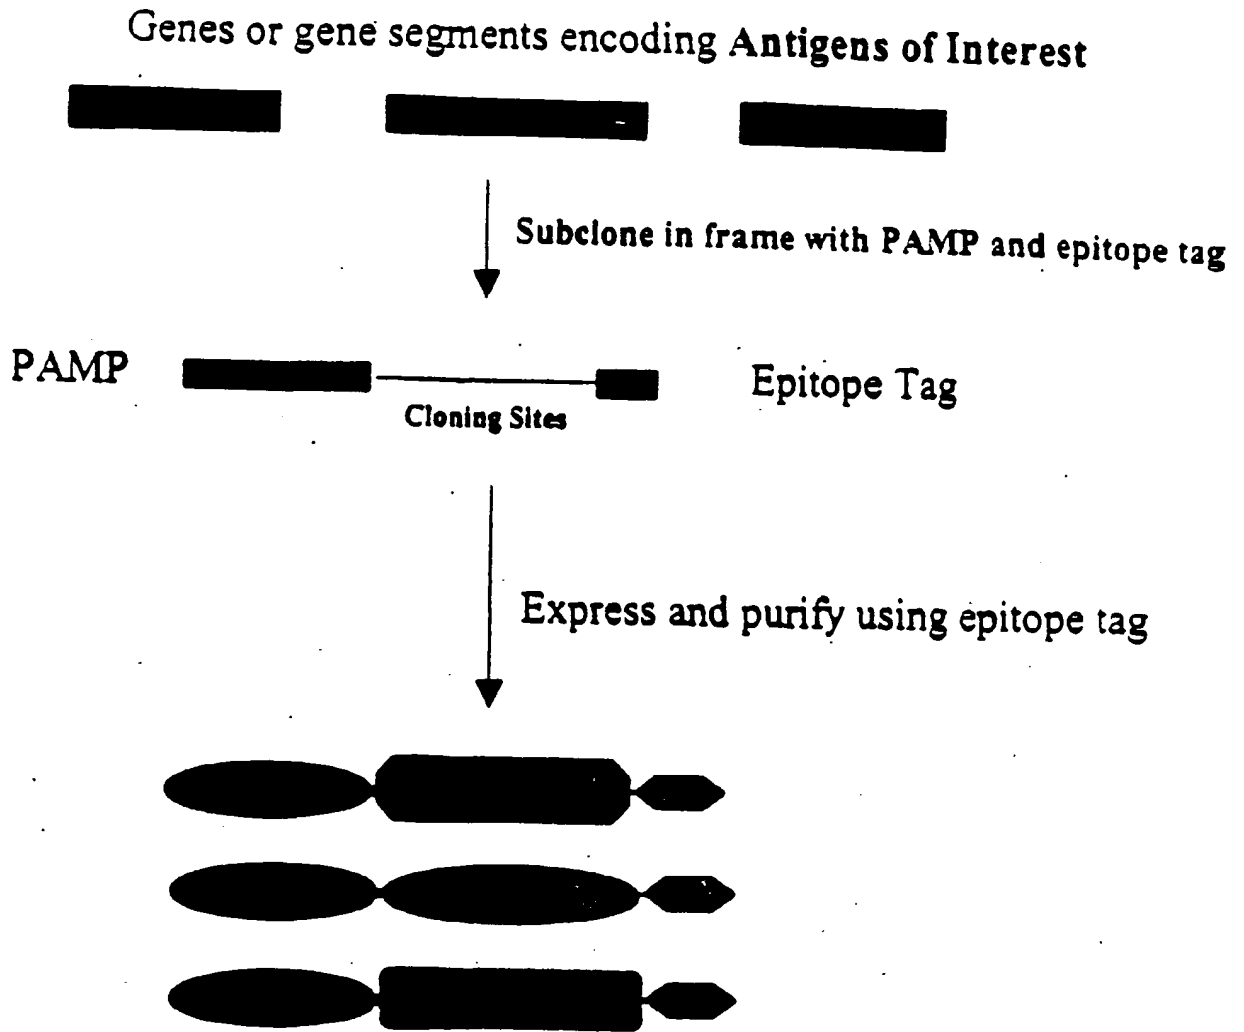 Genes or gene segments encoding Antigens of Interest
Subclone in frame with PAMP and epitope tag
PAMP
Epitope Tag
Cloning Sites
Express and purify using epitope tag